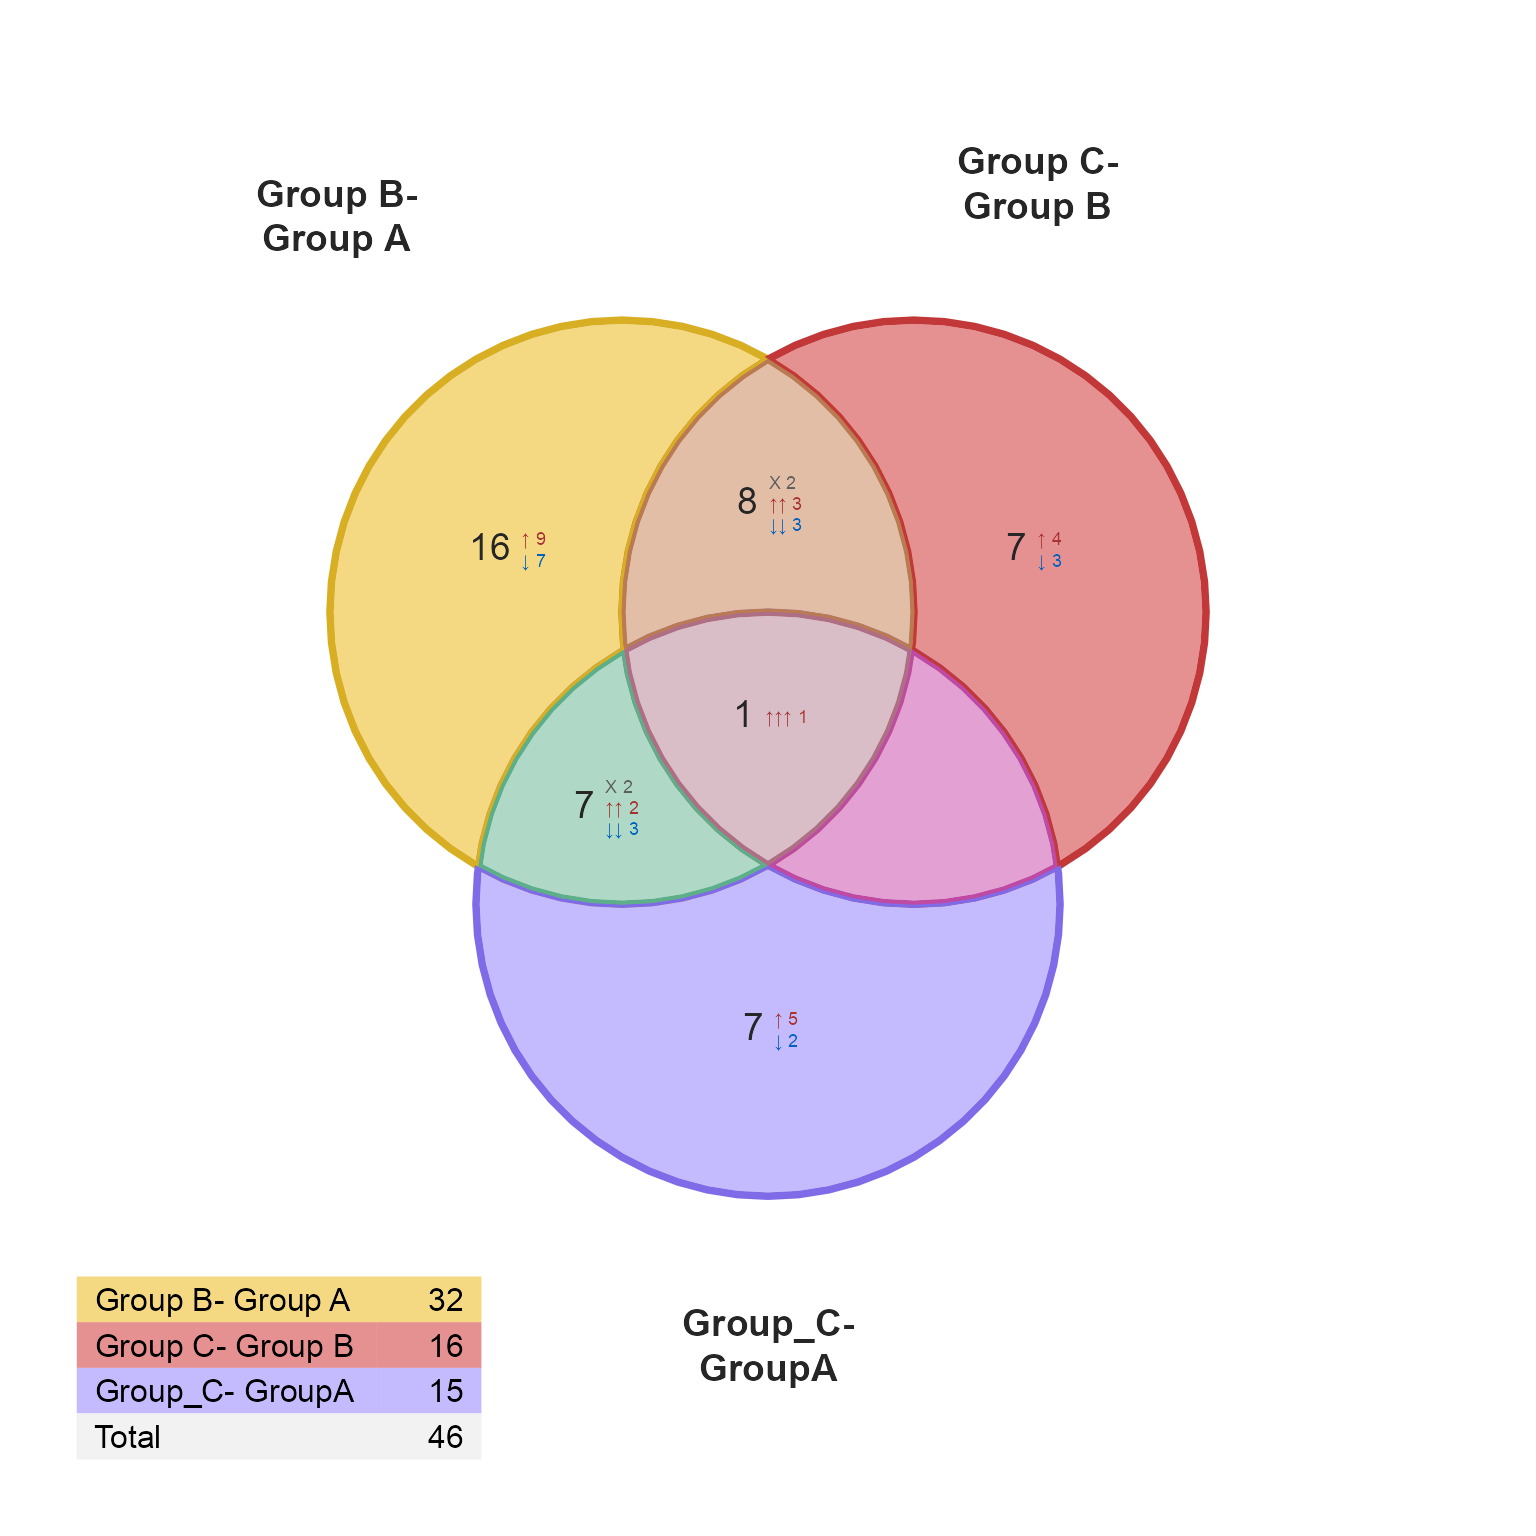 Group C-
Group B
Group B-
Group A
8 X 2
↑↑ 3
↓↓ 3
16 ↑ 9
↓ 7
7 ↑ 4
↓ 3
1 ↑↑↑ 1
7 X 2
↑↑ 2
↓↓ 3
7 ↑ 5
↓ 2
Group B- Group A 32
Group C- Group B 16
Group_C- GroupA 15
Total 46
Group_C-
GroupA